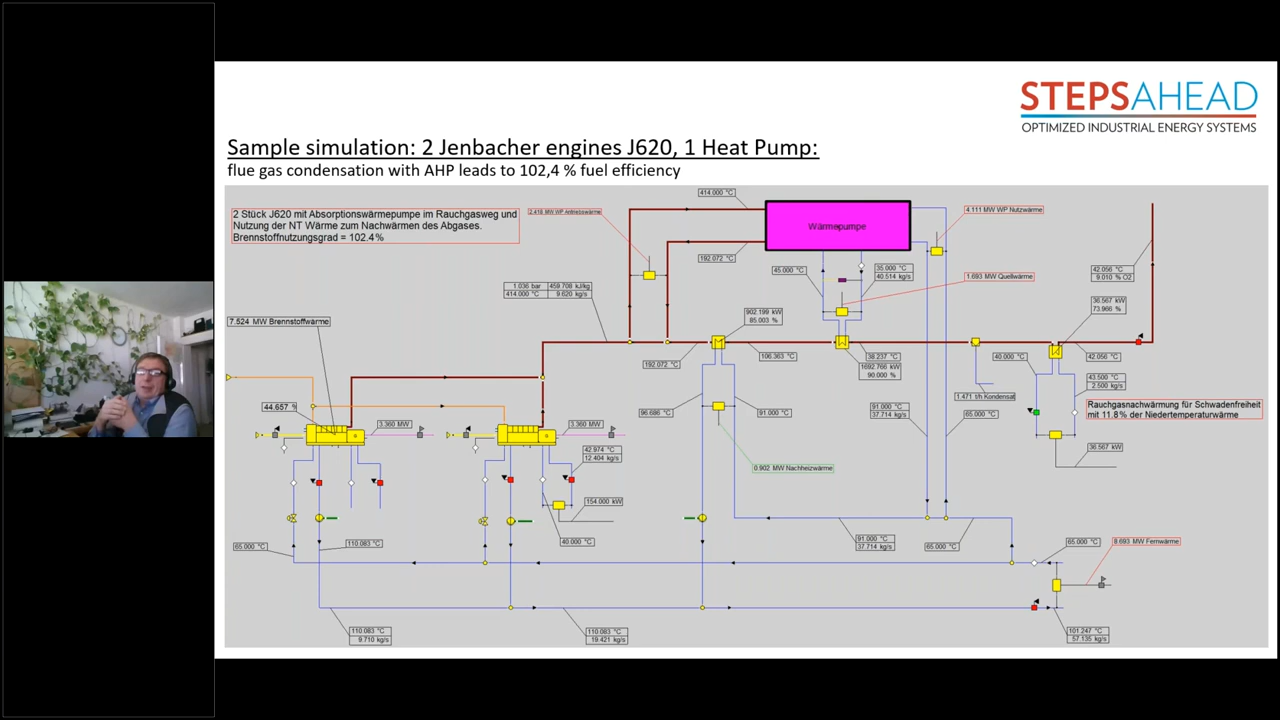 STEPSAHEAD
OPTIMIZED INDUSTRIAL ENERGY SYSTEMS
Sample simulation: 2 Jenbacher engines J620, 1 Heat Pump:
flue gas condensation with AHP leads to 102,4 % fuel efficiency
2 Stück J620 mit Absorptionswärmepumpe im Rauchgasweg und
Nutzung der NT Wärme zum Nachwärmen des Abgases.
Brennstoffnutzungsgrad = 102.4%
2.418 MW WP Antriebswärme
414.000 °C
Wärmepumpe
4.111 MW WP Nutzwärme
192.072 °C
45.000 °C
35.000 °C
40.514 kg/s
1.693 MW Quellwärme
42.056 °C
9.010 % O2
1.036 bar 459.708 kJ/kg
414.000 °C 9.620 kg/s
36.567 kW
73.966 %
902.199 kW
85.003 %
7.524 MW Brennstoffwärme
192.072 °C
106.363 °C
38.237 °C
1692.766 kW
90.000 %
40.000 °C
42.056 °C
43.500 °C
2.500 kg/s
1.471 t/h Kondensat
Rauchgasnachwärmung für Schwadenfreiheit
mit 11.8% der Niedertemperaturwärme
44.657 %
96.686 °C
91.000 °C
91.000 °C
37.714 kg/s
65.000 °C
3.360 MW
3.360 MW
42.974 °C
12.404 kg/s
36.567 kW
0.902 MW Nachheizwärme
154.000 kW
65.000 °C
110.083 °C
40.000 °C
91.000 °C
37.714 kg/s
65.000 °C
65.000 °C
8.693 MW Fernwärme
110.083 °C
9.710 kg/s
110.083 °C
19.421 kg/s
101.247 °C
57.135 kg/s